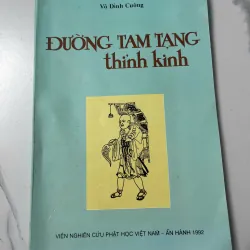 Võ Đình Cường
ĐƯỜNG TAM TẠNG
thỉnh kinh
VIỆN NGHIÊN CỨU PHẬT HỌC VIỆT NAM – ẤN HÀNH 1992